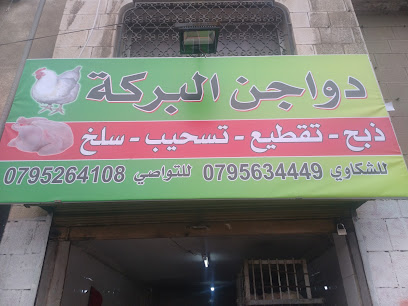 دواجن البركة
ذبح - تقطيع - تسحيب - سلخ
للشكاوي 0795634449 للتواصي 0795264108